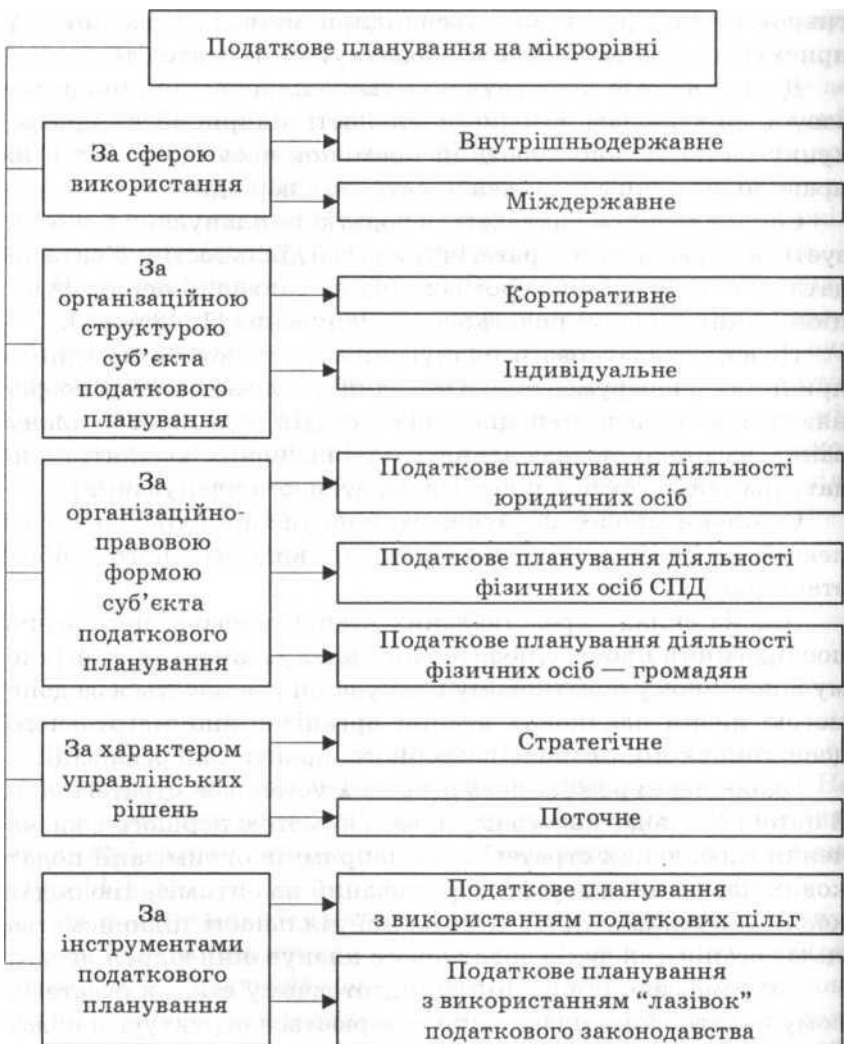 Податкове планування на мікрорівні
За сферою
використання
Внутрішньодержавне
Міждержавне
За
організаційною
структурою
суб’єкта
податкового
планування
Корпоративне
Індивідуальне
За
організаційно-
правовою
формою
суб’єкта
податкового
планування
Податкове планування діяльності
юридичних осіб
Податкове планування діяльності
фізичних осіб СПД
Податкове планування діяльності
фізичних осіб — громадян
За характером
управлінських
рішень
Стратегічне
Поточне
За
інструментами
податкового
планування
Податкове планування
з використанням податкових пільг
Податкове планування
з використанням “лазівок”
податкового законодавства